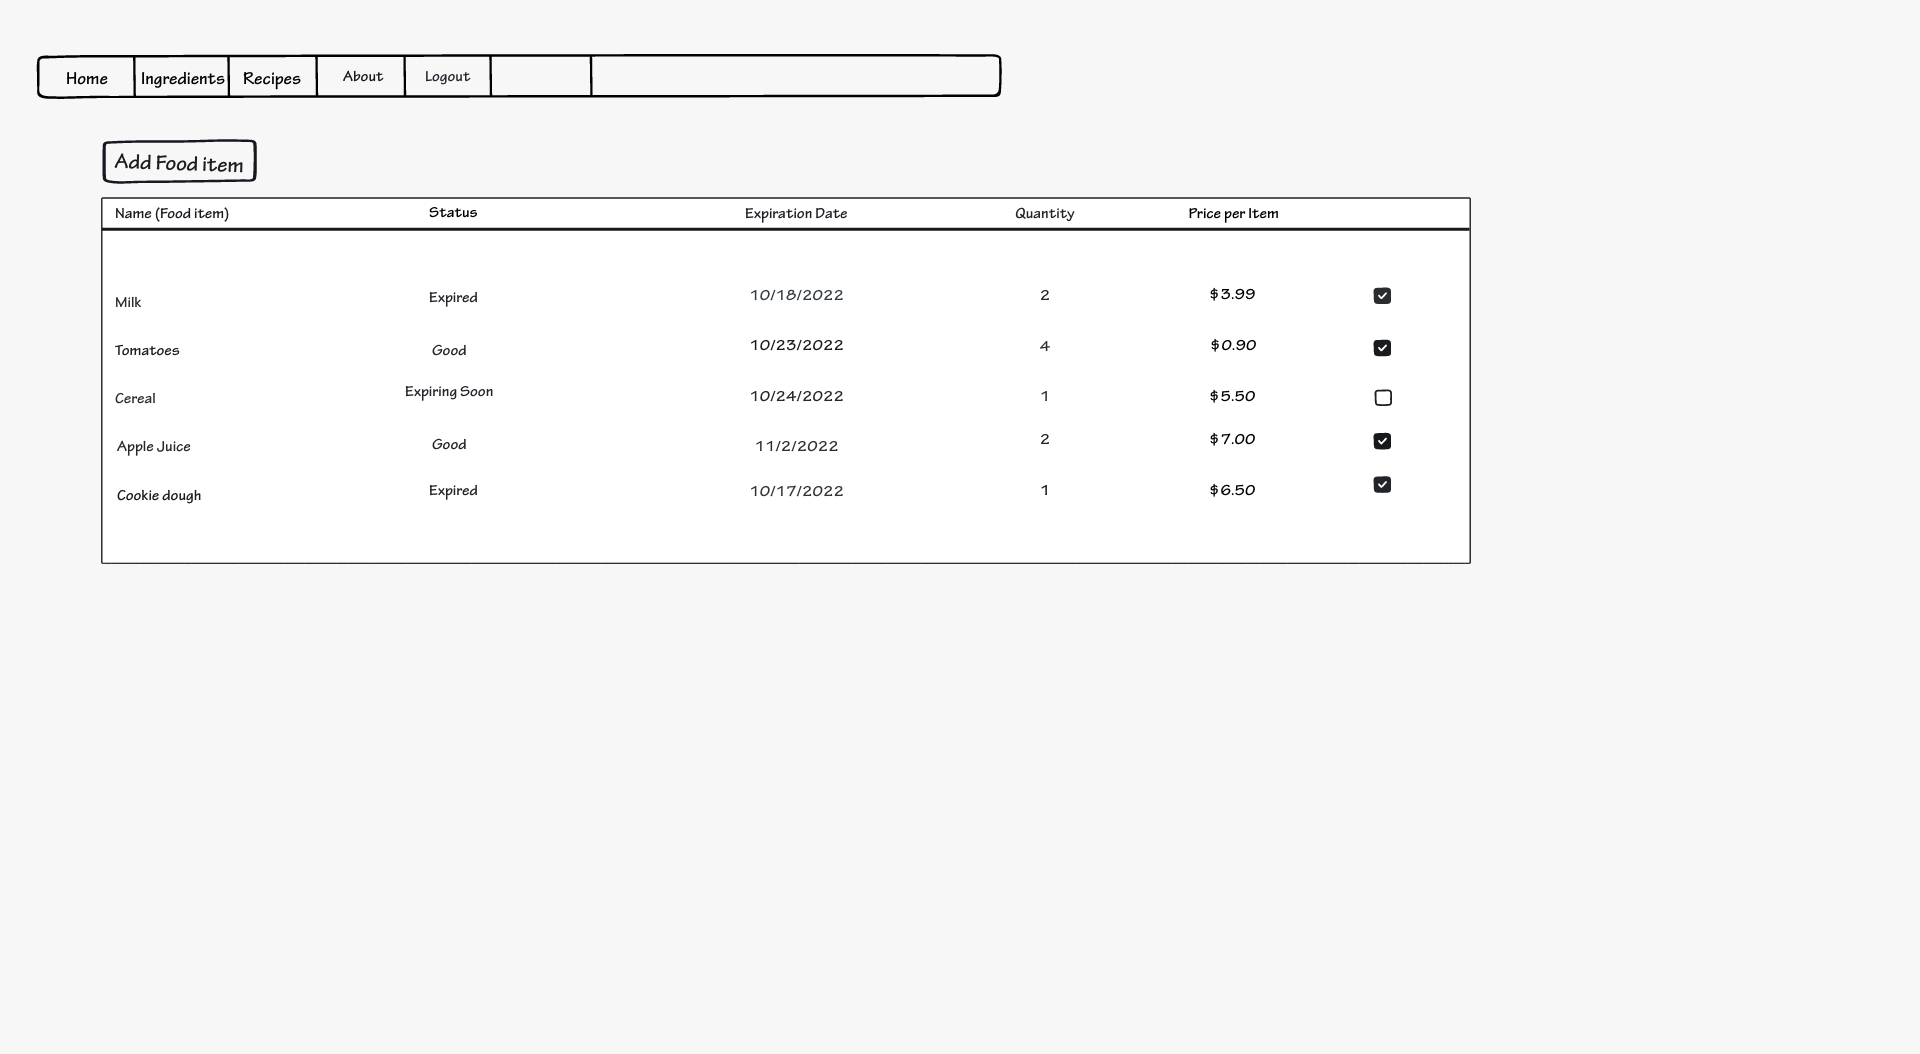 Home Ingredients Recipes About Logout
Add Food item
Name (Food item) Status Expiration Date Quantity Price per Item
Milk Expired 10/18/2022 2 $3.99
Tomatoes Good 10/23/2022 4 $0.90
Cereal Expiring Soon 10/24/2022 1 $5.50
Apple Juice Good 11/2/2022 2 $7.00
Cookie dough Expired 10/17/2022 1 $6.50